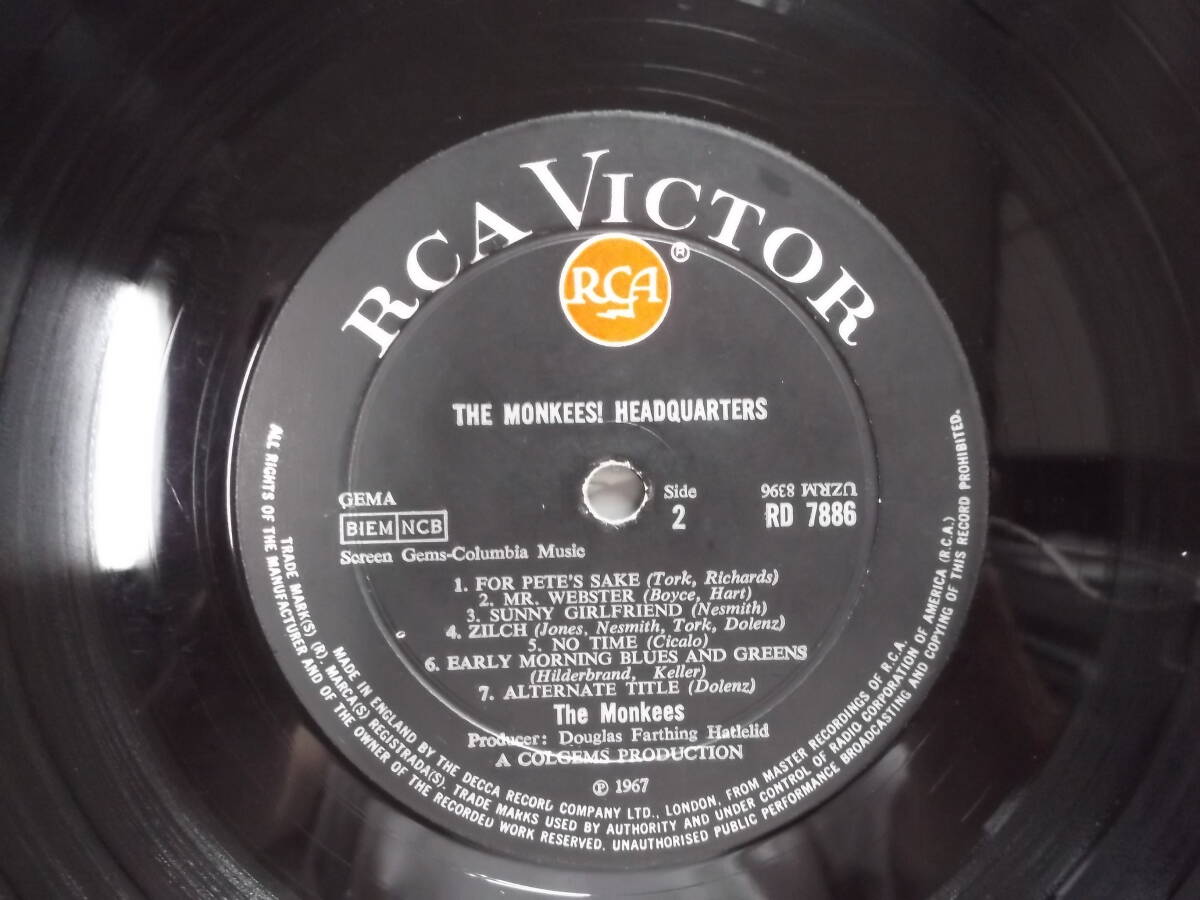 RCA VICTOR
RCA
®
THE MONKEES! HEADQUARTERS
GEMA
BIEM NCB
Screen Gems-Columbia Music
Side
2
UZRM 8396
RD 7886
1. FOR PETE'S SAKE (Tork, Richards)
2. MR. WEBSTER (Boyce, Hart)
3. SUNNY GIRLFRIEND (Nesmith)
4. ZILCH (Jones, Nesmith, Tork, Dolenz)
5. NO TIME (Cicalo)
6. EARLY MORNING BLUES AND GREENS
(Hilderbrand, Keller)
7. ALTERNATE TITLE (Dolenz)
The Monkees
Producer: Douglas Farthing Hatlelid
A COLGEMS PRODUCTION
℗ 1967
MADE IN ENGLAND BY THE DECCA RECORD COMPANY LTD., LONDON, FROM MASTER RECORDINGS OF R.C.A.
TRADE MARK(S) (R) MARCA(S) REGISTRADA(S). TRADE MARKS USED BY AUTHORITY AND UNDER CONTROL OF RADIO CORPORATION OF AMERICA (R.C.A.)
ALL RIGHTS OF THE MANUFACTURER AND OF THE OWNER OF THE RECORDED WORK RESERVED. UNAUTHORISED PUBLIC PERFORMANCE BROADCASTING AND COPYING OF THIS RECORD PROHIBITED.